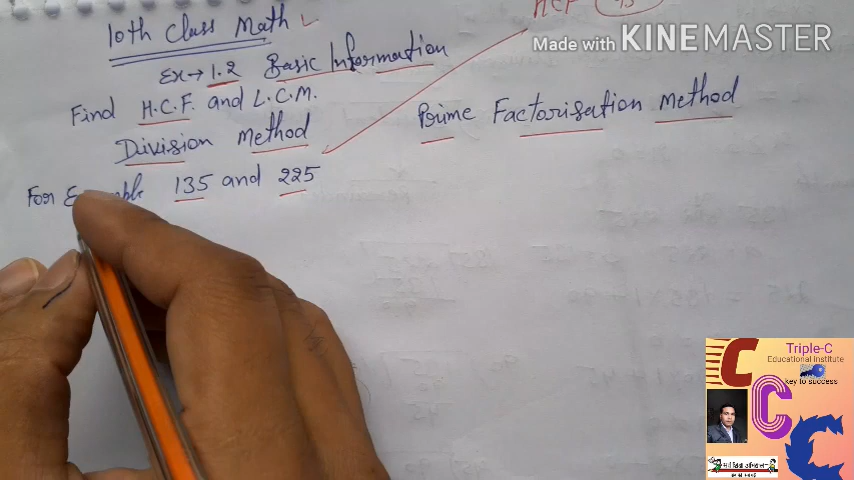 HCF
10th Class Math
Made with KINEMASTER
Ex→ 1.2 Basic Information
Find H.C.F. and L.C.M.
Prime Factorisation Method
Division Method
For 135 and 225
Triple-C
Educational institute
key to success
C
C
C